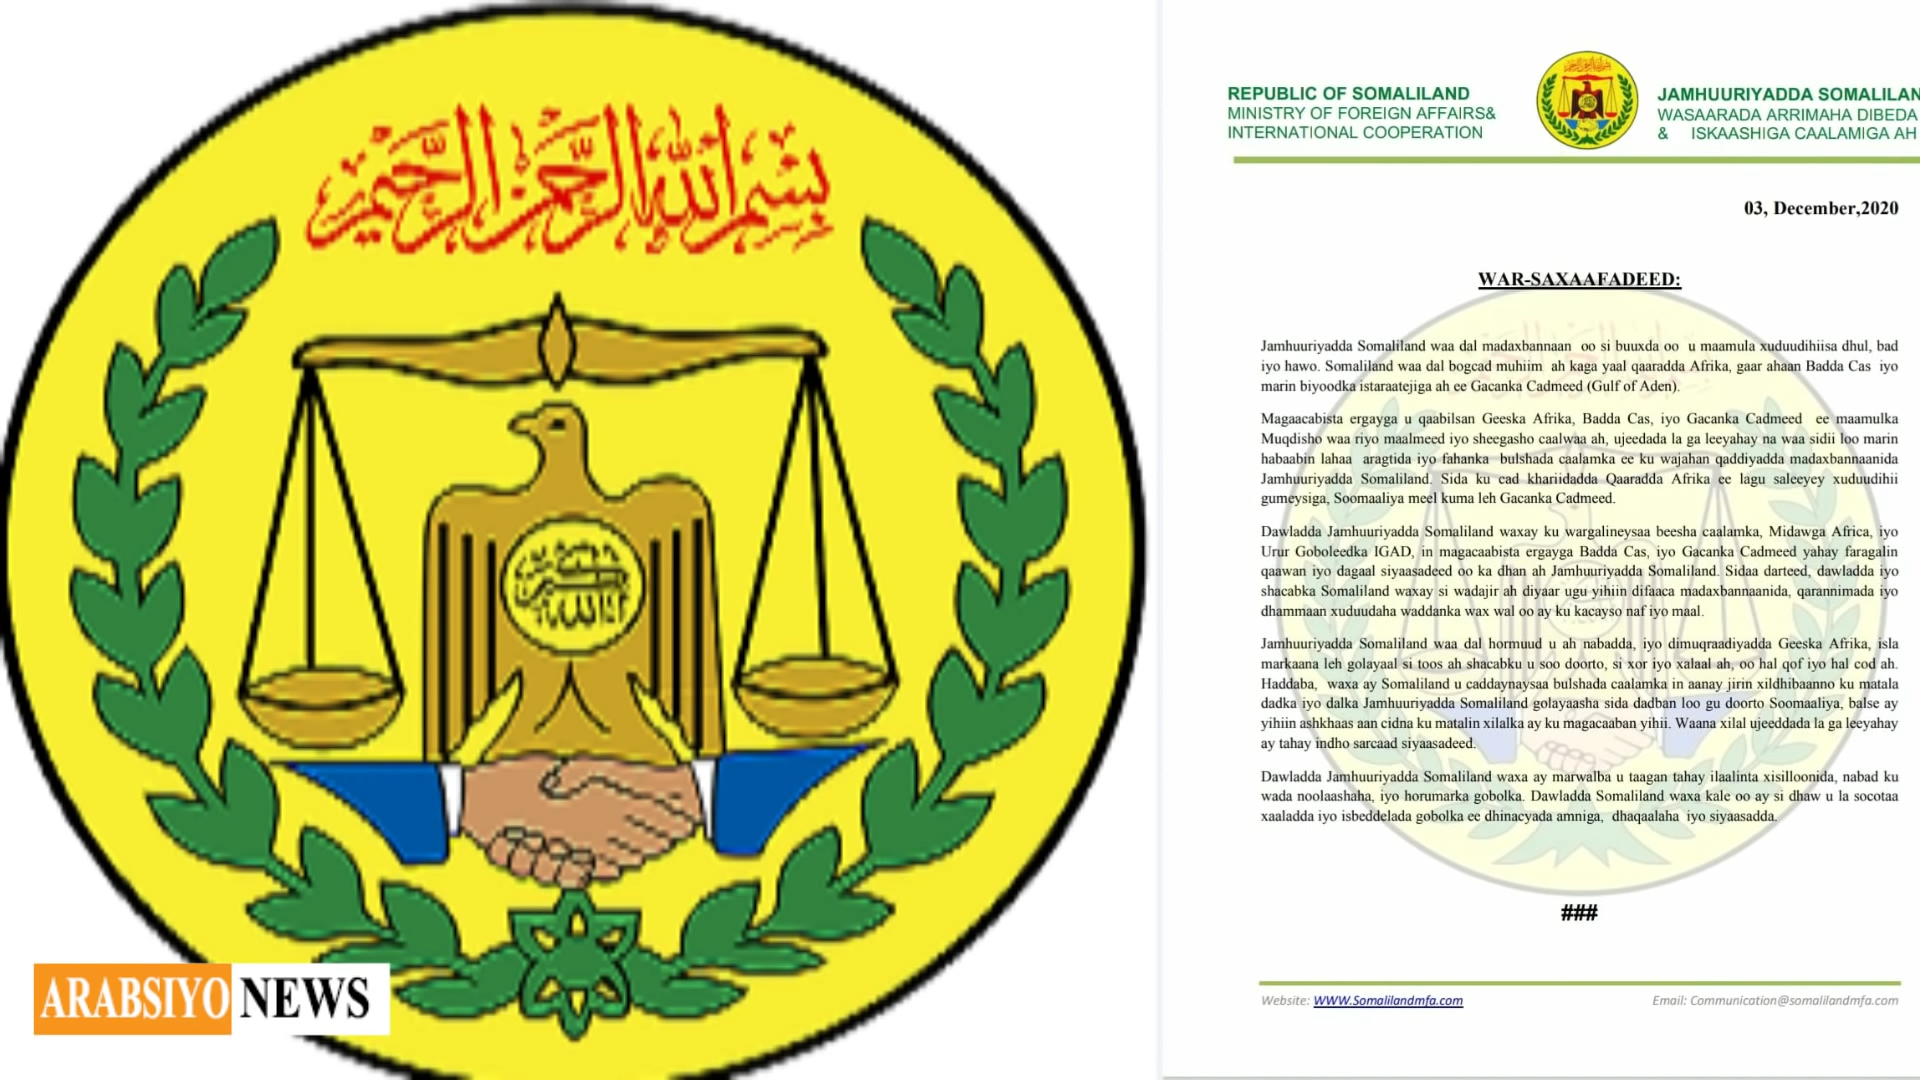 بسم الله الرحمن الرحيم
ARABSIYO NEWS
REPUBLIC OF SOMALILAND
MINISTRY OF FOREIGN AFFAIRS&
INTERNATIONAL COOPERATION
JAMHUURIYADDA SOMALILAN
WASAARADA ARRIMAHA DIBEDA
& ISKAASHIGA CAALAMIGA AH
03, December,2020
WAR-SAXAAFADEED:
Jamhuuriyadda Somaliland waa dal madaxbannaan oo si buuxda oo u maamula xuduudihiisa dhul, bad
iyo hawo. Somaliland waa dal bogcad muhiim ah kaga yaal qaaradda Afrika, gaar ahaan Badda Cas iyo
marin biyoodka istaraatejiga ah ee Gacanka Cadmeed (Gulf of Aden).
Magaacabista ergayga u qaabilsan Geeska Afrika, Badda Cas, iyo Gacanka Cadmeed ee maamulka
Muqdisho waa riyo maalmeed iyo sheegasho caalwaa ah, ujeedada la ga leeyahay na waa sidii loo marin
habaabin lahaa aragtida iyo fahanka bulshada caalamka ee ku wajahan qaddiyadda madaxbannaanida
Jamhuuriyadda Somaliland. Sida ku cad khariidadda Qaaradda Afrika ee lagu saleeyey xuduudihii
gumeysiga, Soomaaliya meel kuma leh Gacanka Cadmeed.
Dawladda Jamhuuriyadda Somaliland waxay ku wargalineysaa beesha caalamka, Midawga Africa, iyo
Urur Goboleedka IGAD, in magacaabista ergayga Badda Cas, iyo Gacanka Cadmeed yahay faragalin
qaawan iyo dagaal siyaasadeed oo ka dhan ah Jamhuuriyadda Somaliland. Sidaa darteed, dawladda iyo
shacabka Somaliland waxay si wadajir ah diyaar ugu yihiin difaaca madaxbannaanida, qarannimada iyo
dhammaan xuduudaha waddanka wax wal oo ay ku kacayso naf iyo maal.
Jamhuuriyadda Somaliland waa dal hormuud u ah nabadda, iyo dimuqraadiyadda Geeska Afrika, isla
markaana leh golayaal si toos ah shacabku u soo doorto, si xor iyo xalaal ah, oo hal qof iyo hal cod ah.
Haddaba, waxa ay Somaliland u caddaynaysaa bulshada caalamka in aanay jirin xildhibaanno ku matala
dadka iyo dalka Jamhuuriyadda Somaliland golayaasha sida dadban loo gu doorto Soomaaliya, balse ay
yihiin ashkhaas aan cidna ku matalin xilalka ay ku magacaaban yihii. Waana xilal ujeeddada la ga leeyahay
ay tahay indho sarcaad siyaasadeed.
Dawladda Jamhuuriyadda Somaliland waxa ay marwalba u taagan tahay ilaalinta xisilloonida, nabad ku
wada noolaashaha, iyo horumarka gobolka. Dawladda Somaliland waxa kale oo ay si dhaw u la socotaa
xaaladda iyo isbeddelada gobolka ee dhinacyada amniga, dhaqaalaha iyo siyaasadda.
###
Website: WWW.Somalilandmfa.com
Email: Communication@somalilandmfa.com